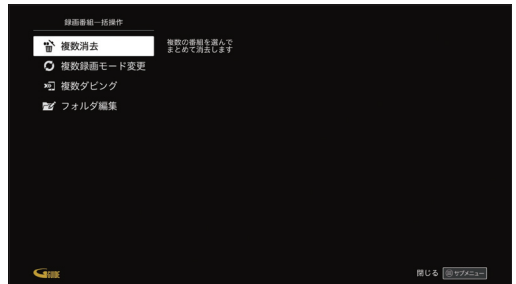 録画番組一括操作
複数消去
複数の番組を選んで
まとめて消去します
複数録画モード変更
複数ダビング
フォルダ編集
G GUIDE
閉じる サブメニュー